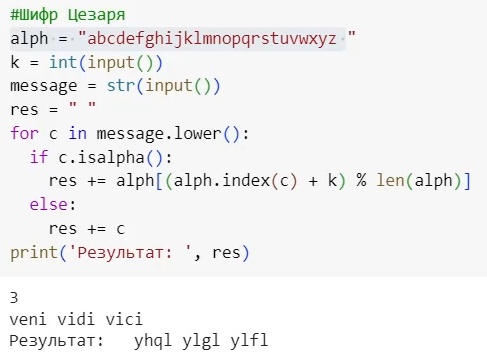 #Шифр Цезаря
alph = "abcdefghijklmnopqrstuvwxyz "
k = int(input())
message = str(input())
res = " "
for c in message.lower():
  if c.isalpha():
    res += alph[(alph.index(c) + k) % len(alph)]
  else:
    res += c
print('Результат: ', res)
3
veni vidi vici
Результат:   yhql ylgl ylfl